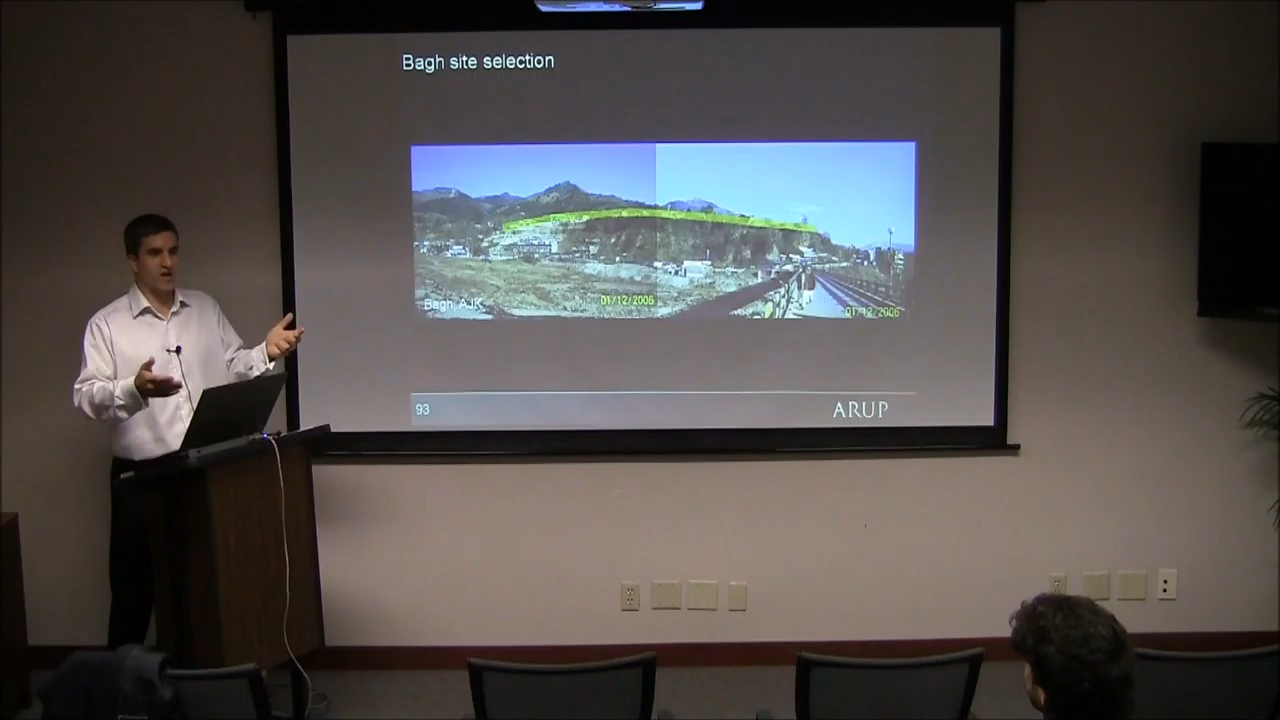 Bagh site selection
Bagh, AJK
01/12/2006
01/12/2006
93
ARUP